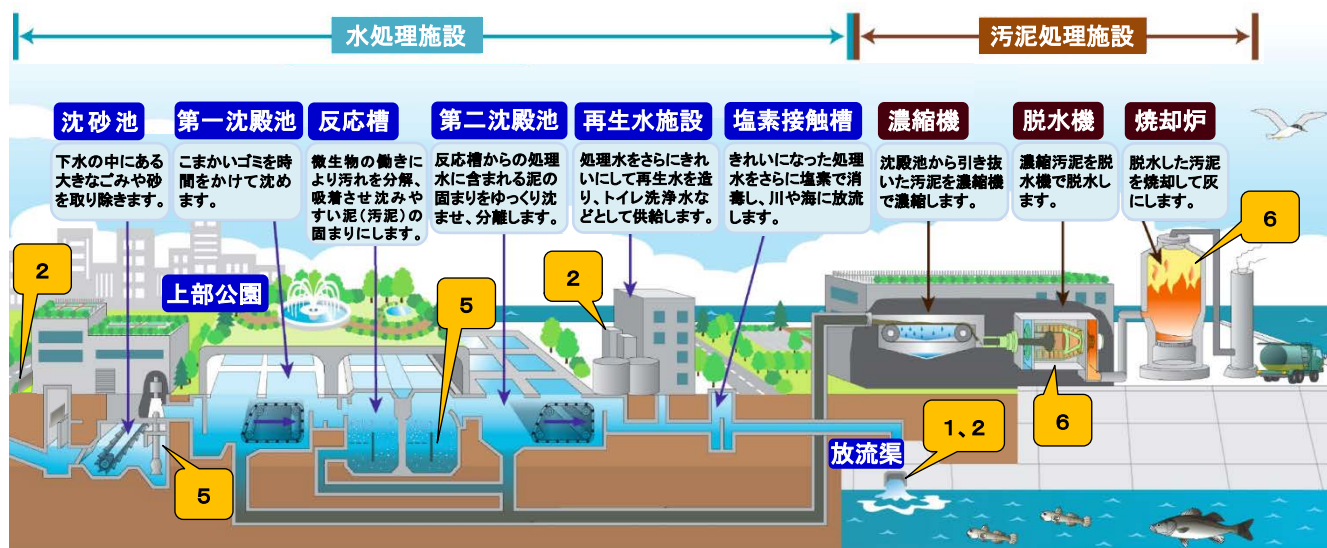 水処理施設
汚泥処理施設
沈砂池
下水の中にある
大きなごみや砂
を取り除きます。
第一沈殿池
こまかいゴミを時
間をかけて沈め
ます。
反応槽
微生物の働きに
より汚れを分解、
吸着させ沈みや
すい泥(汚泥)の
固まりにします。
第二沈殿池
反応槽からの処理
水に含まれる泥の
固まりをゆっくり沈
ませ、分離します。
再生水施設
処理水をさらにきれ
いにして再生水を造
り、トイレ洗浄水な
どとして供給します。
塩素接触槽
きれいになった処理
水をさらに塩素で消
毒し、川や海に放流
します。
濃縮機
沈殿池から引き抜
いた汚泥を濃縮機
で濃縮します。
脱水機
濃縮汚泥を脱
水機で脱水し
ます。
焼却炉
脱水した汚泥
を焼却して灰
にします。
6
2
上部公園
5
2
5
6
1、2
放流渠